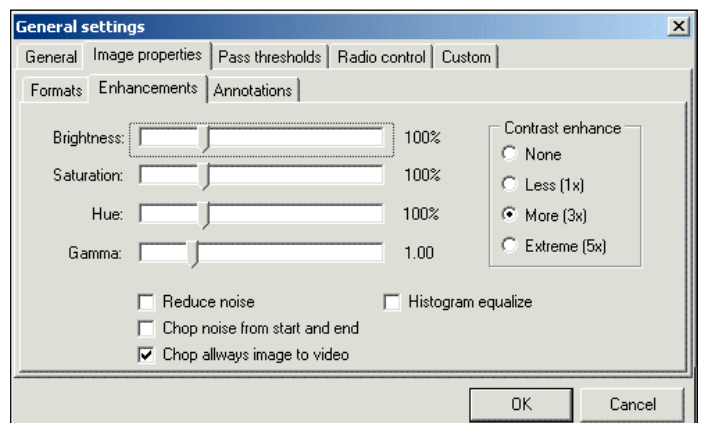 General settings
General Image properties Pass thresholds Radio control Custom
Formats Enhancements Annotations
Brightness: 100%
Saturation: 100%
Hue: 100%
Gamma: 1.00
Contrast enhance
None
Less (1x)
More (3x)
Extreme (5x)
Reduce noise Histogram equalize
Chop noise from start and end
Chop allways image to video
OK Cancel